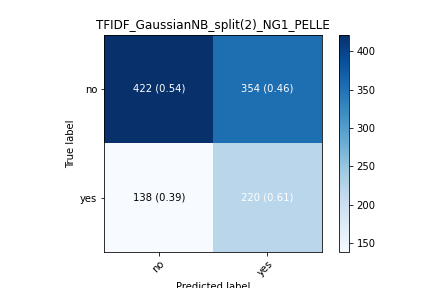 TFIDF_GaussianNB_split(2)_NG1_PELLE
no
422 (0.54)
354 (0.46)
yes
138 (0.39)
220 (0.61)
True label
no
yes
Predicted label
400
350
300
250
200
150